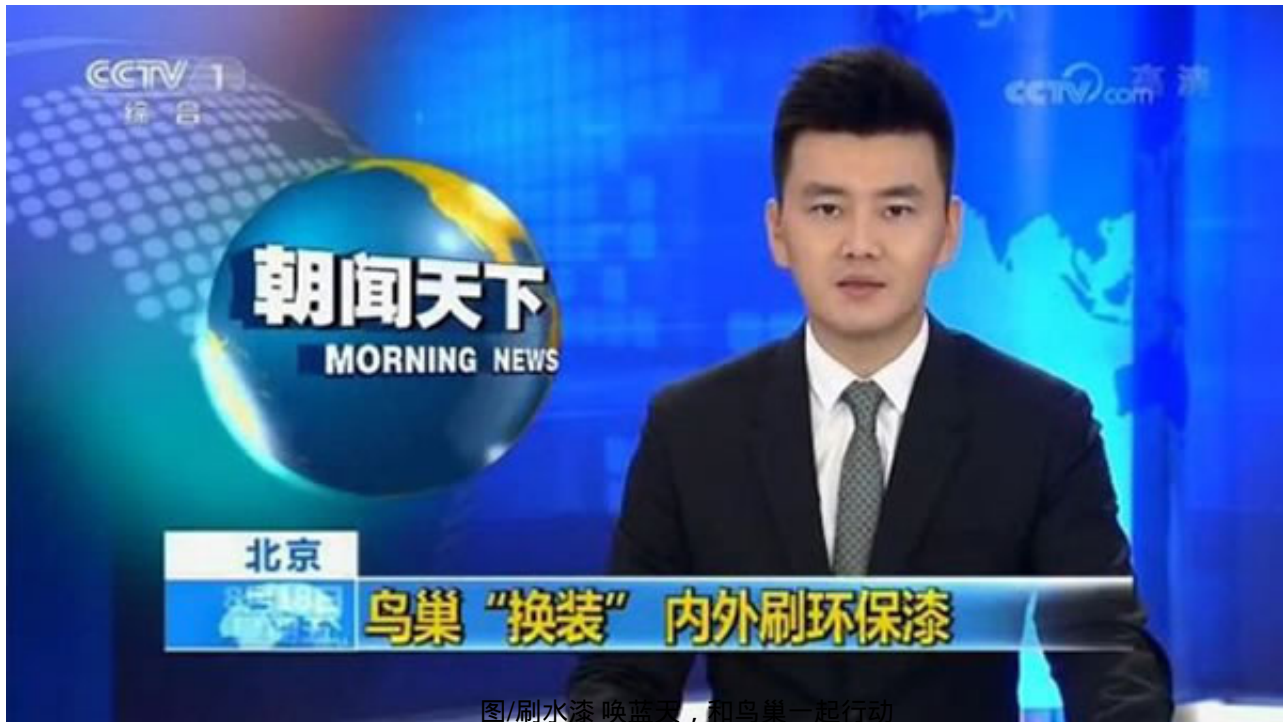 CCTV 1
综合
CCTV.com 高清
朝闻天下
MORNING NEWS
北京
鸟巢“换装” 内外刷环保漆
图/刷水漆 唤蓝天，和鸟巢一起行动